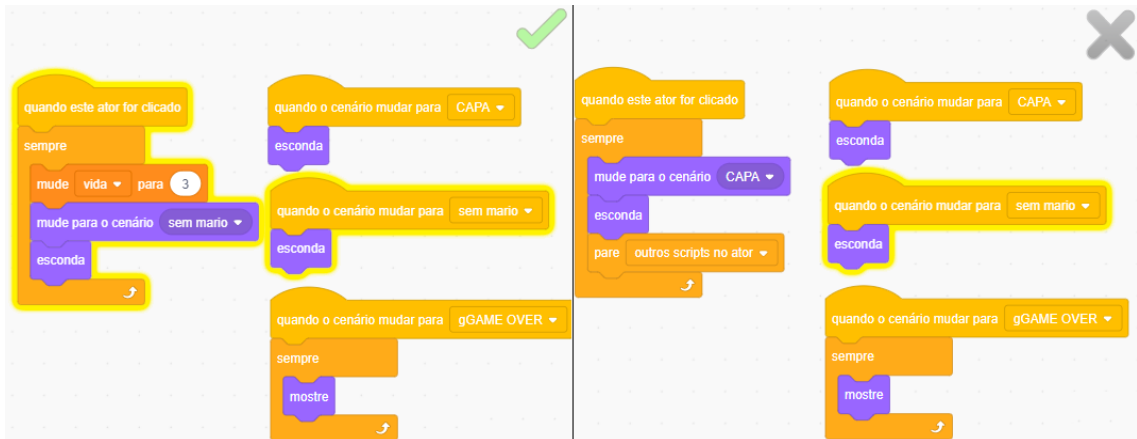 quando este ator for clicado
sempre
mude vida para 3
mude para o cenário sem mario
esconda
quando o cenário mudar para CAPA
esconda
quando o cenário mudar para sem mario
esconda
quando o cenário mudar para gGAME OVER
sempre
mostre
quando este ator for clicado
sempre
mude para o cenário CAPA
esconda
pare outros scripts no ator
quando o cenário mudar para CAPA
esconda
quando o cenário mudar para sem mario
esconda
quando o cenário mudar para gGAME OVER
sempre
mostre